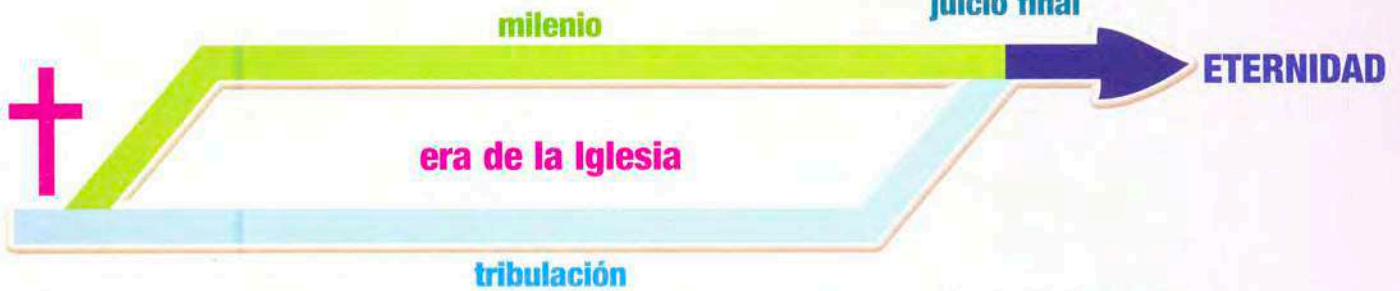 juicio final
milenio
ETERNIDAD
era de la Iglesia
tribulación